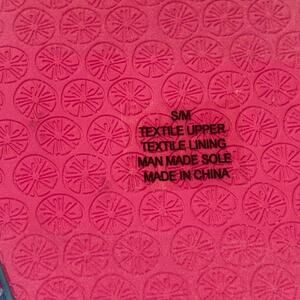 S/M
TEXTILE UPPER
TEXTILE LINING
MAN MADE SOLE
MADE IN CHINA